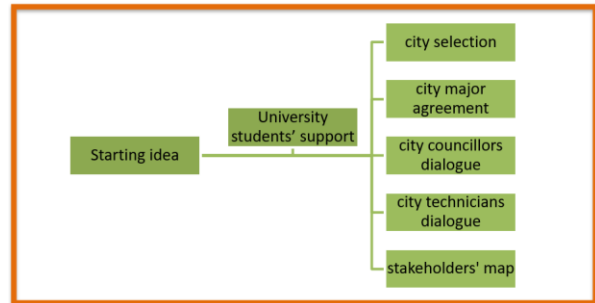 city selection
city major
agreement
University
students' support
Starting idea
city councillors
dialogue
city technicians
dialogue
stakeholders' map